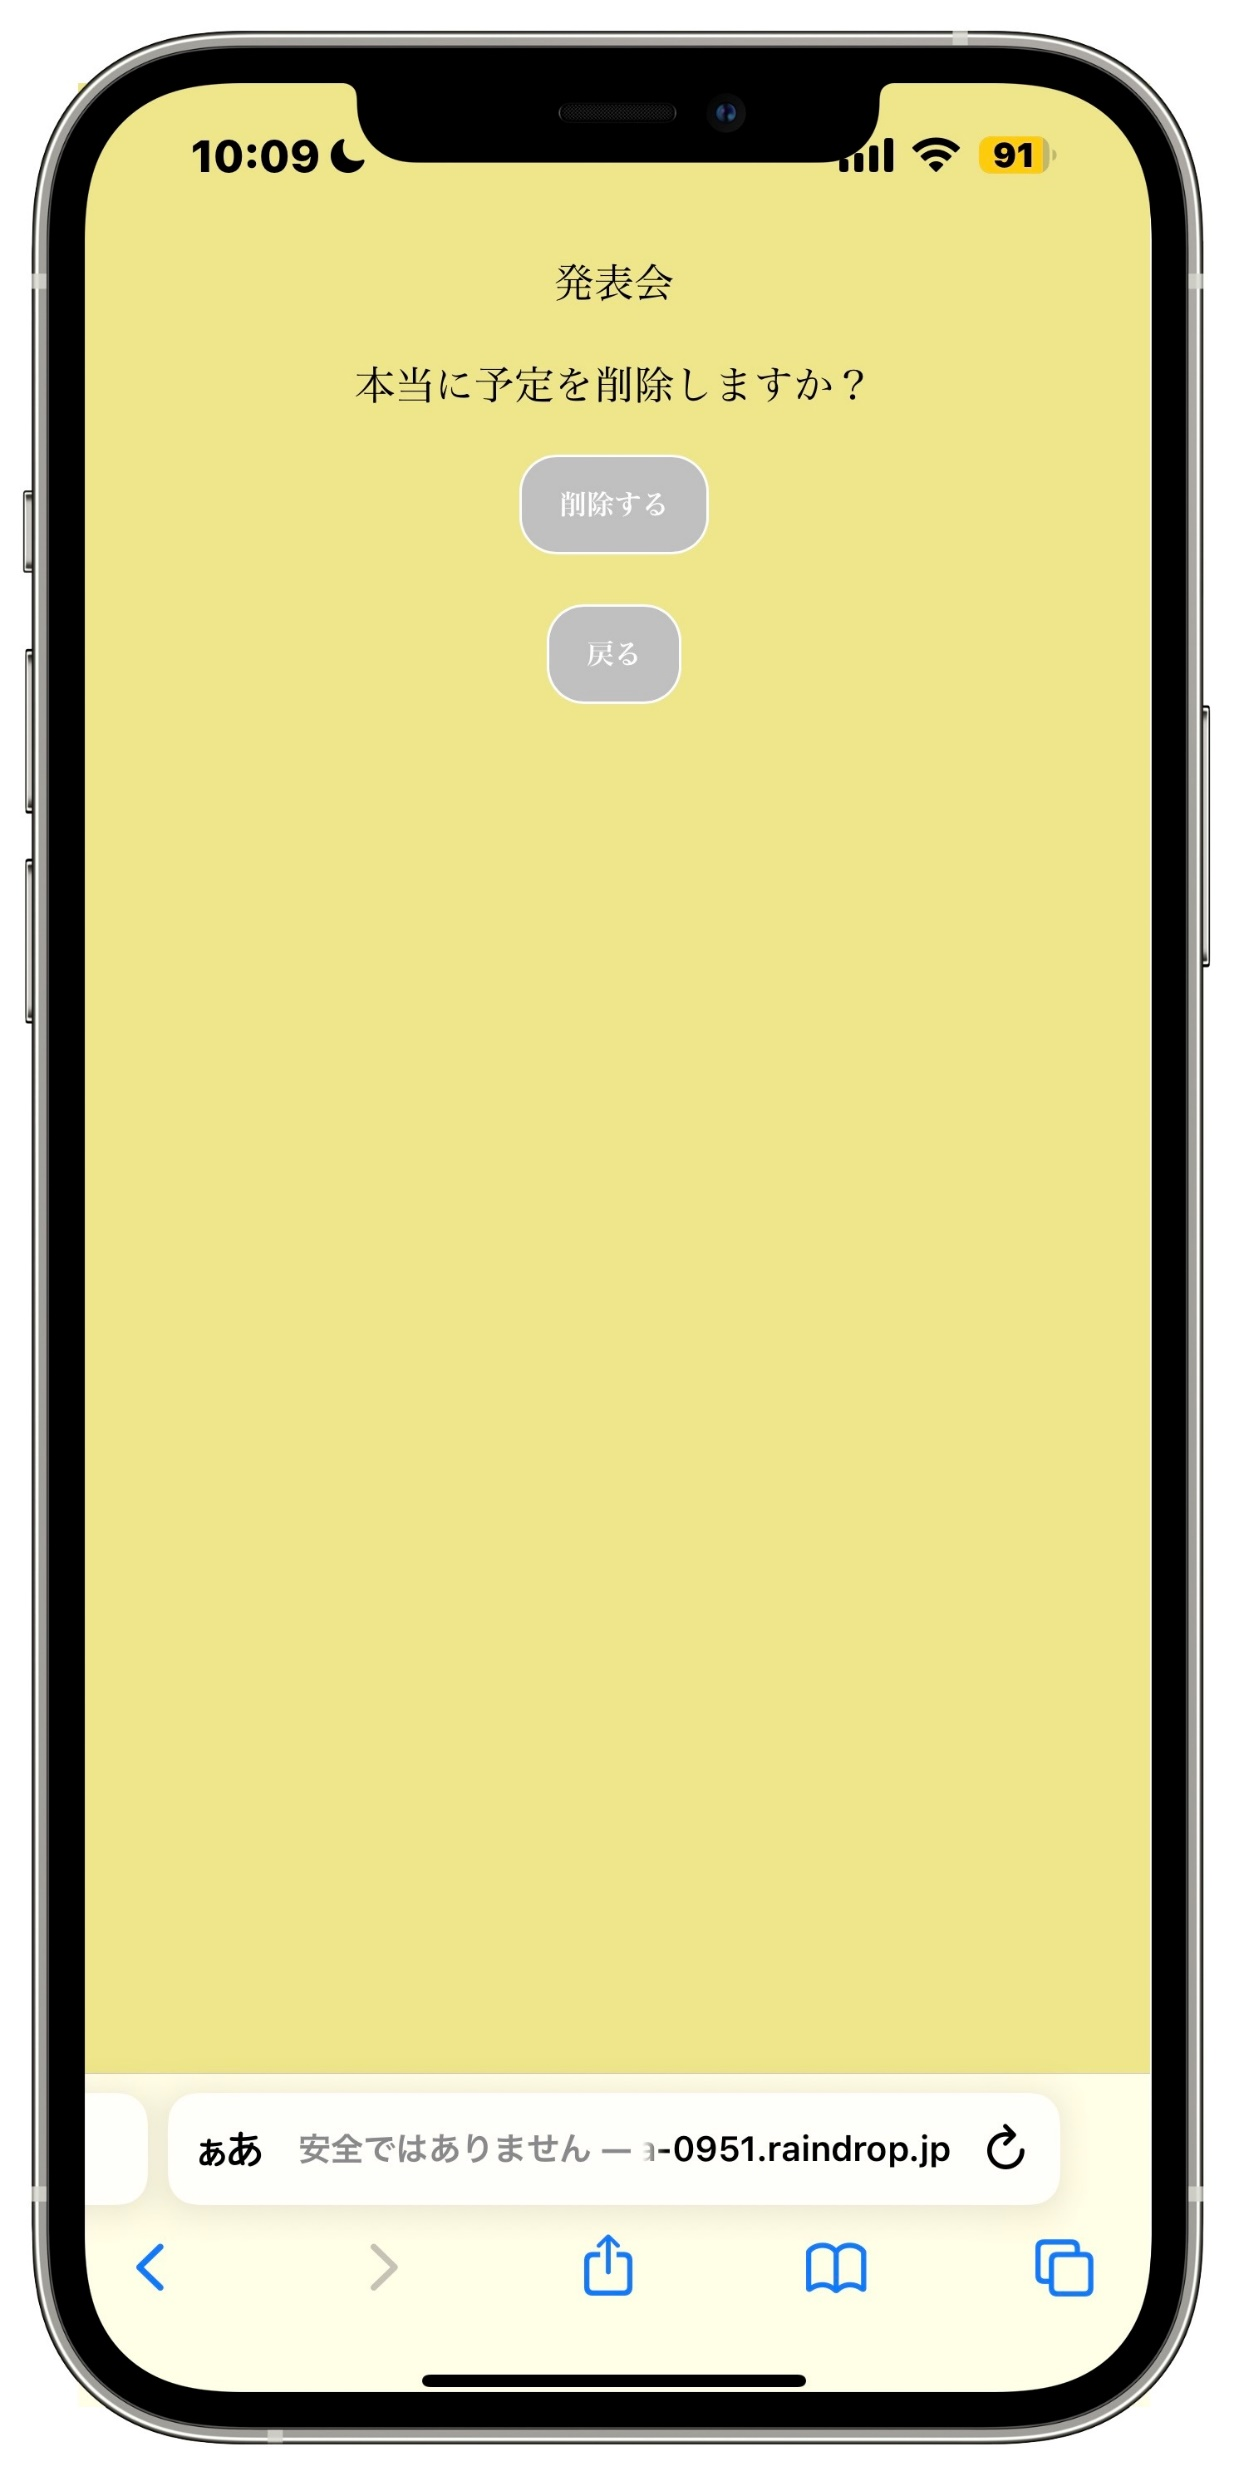 10:09
91
発表会
本当に予定を削除しますか？
削除する
戻る
ぁあ 安全ではありません — -0951.raindrop.jp